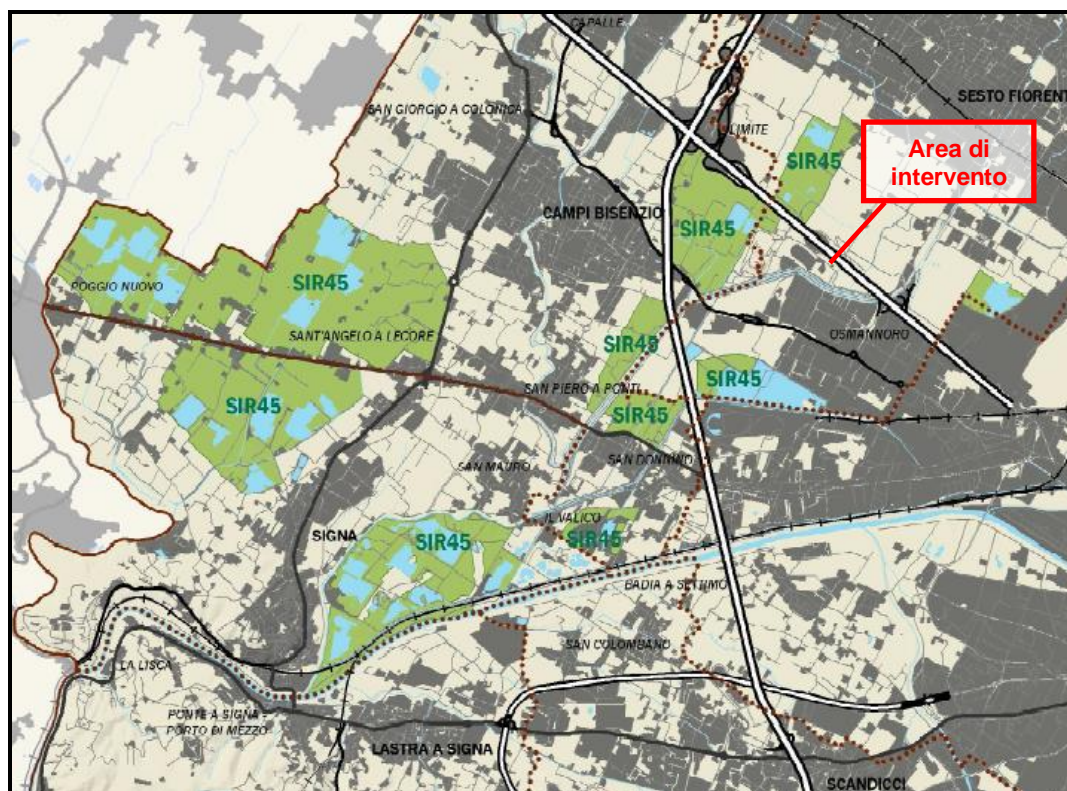 CAPALLE
SESTO FIORENT
SAN GIORGIO A COLONICA
LIMITE
Area di
intervento
SIR45
CAMPI BISENZIO
SIR45
SIR45
POGGIO NUOVO
SANT'ANGELO A LECORE
OSMANNORO
SIR45
SIR45
SIR45
SAN PIERO A PONTI
SIR45
SAN MAURO
SAN DONNINO
IL VALICO
SIGNA
SIR45
SIR45
BADIA A SETTIMO
SAN COLOMBANO
LA LISCA
PONTE A SIGNA -
PORTO DI MEZZO
LASTRA A SIGNA
SCANDICCI